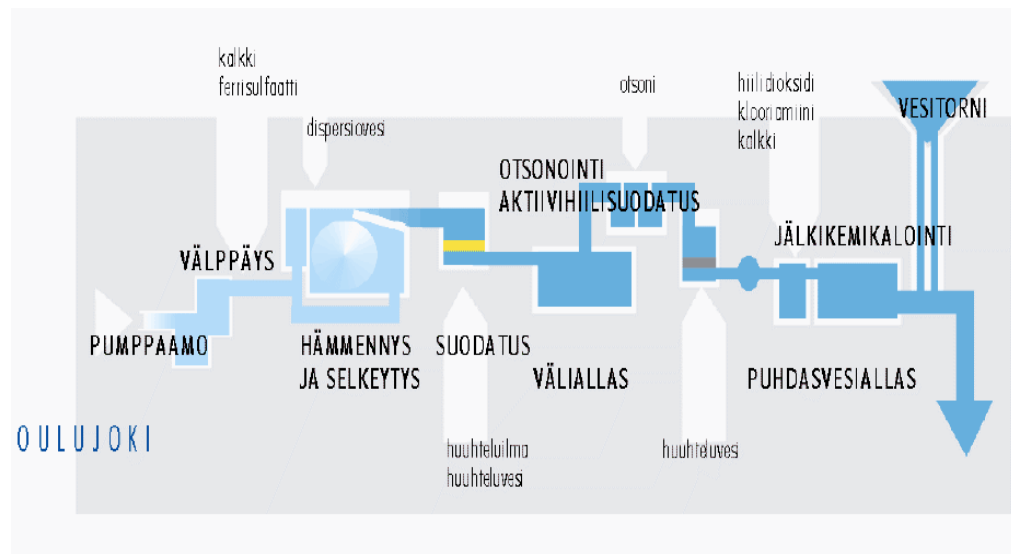 kalkki
ferrisulfaatti
dispersiovesi
otsoni
hiilidioksidi
klooriamiini
kalkki
VESITORNI
OTSONOINTI
AKTIIVIHIILISUODATUS
VÄLPPÄYS
JÄLKIKEMIKALOINTI
PUMPPAAMO
HÄMMENNYS
JA SELKEYTYS
SUODATUS
VÄLIALLAS
PUHDASVESIALLAS
OULUJOKI
huuhteluilma
huuhteluvesi
huuhteluvesi